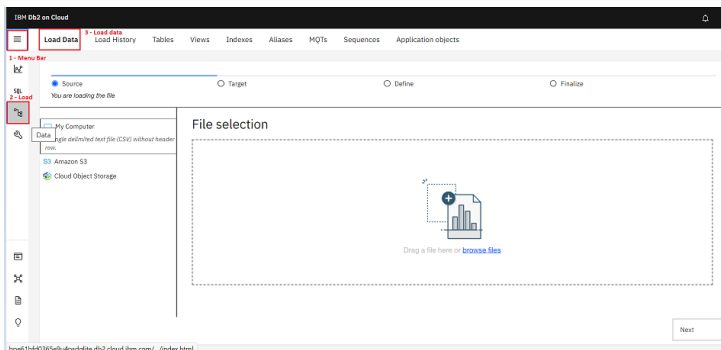 IBM Db2 on Cloud
3 - Load data
Load Data Load History Tables Views Indexes Aliases MQTs Sequences Application objects
1 - Menu Bar
Source Target Define Finalize
SQL
You are loading the file
2 - Load
My Computer
File selection
Data
ngle delimited text file (CSV) without header
row.
S3 Amazon S3
Cloud Object Storage
Drag a file here or browse files
Next